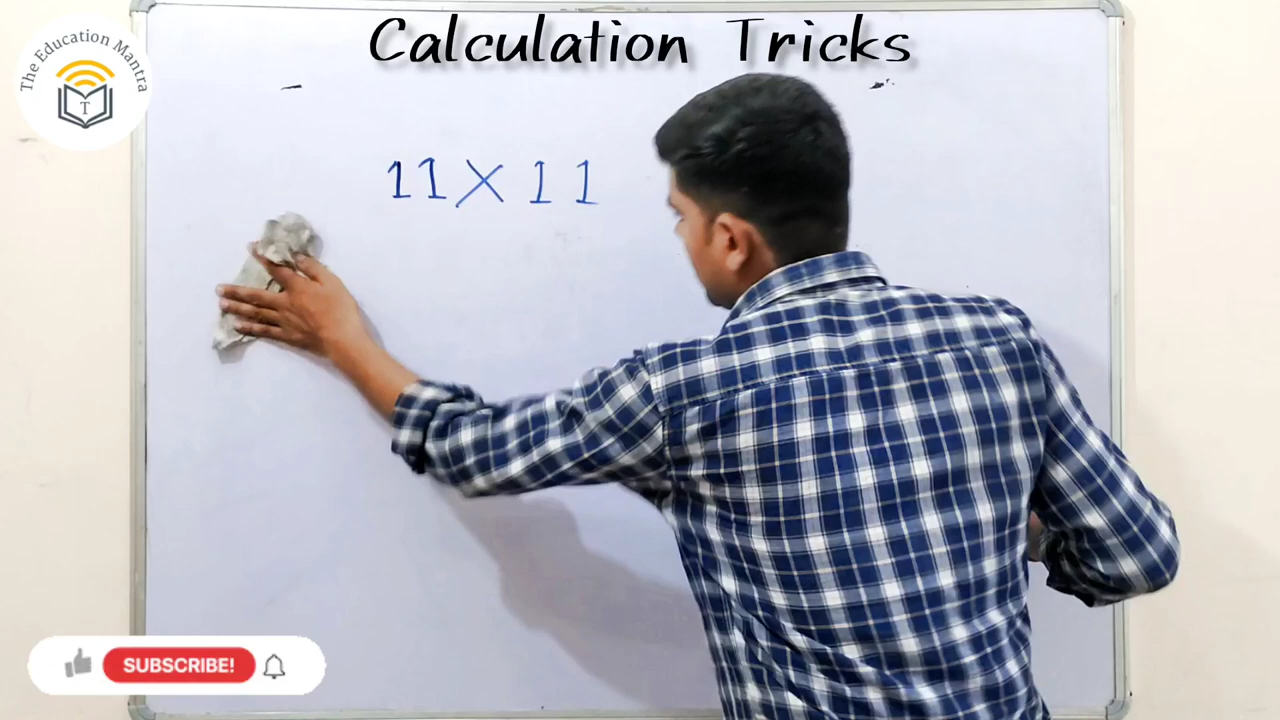 Calculation Tricks
The Education Mantra
T
11 X 11
SUBSCRIBE!